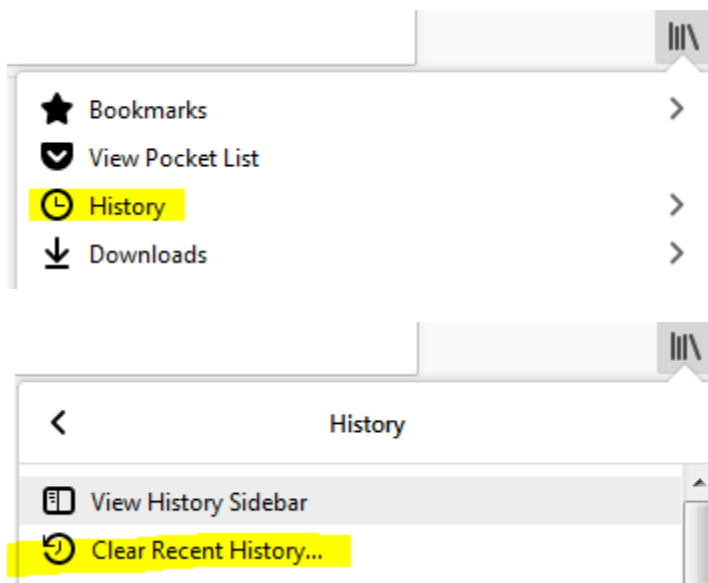 Bookmarks
View Pocket List
History
Downloads
History
View History Sidebar
Clear Recent History...